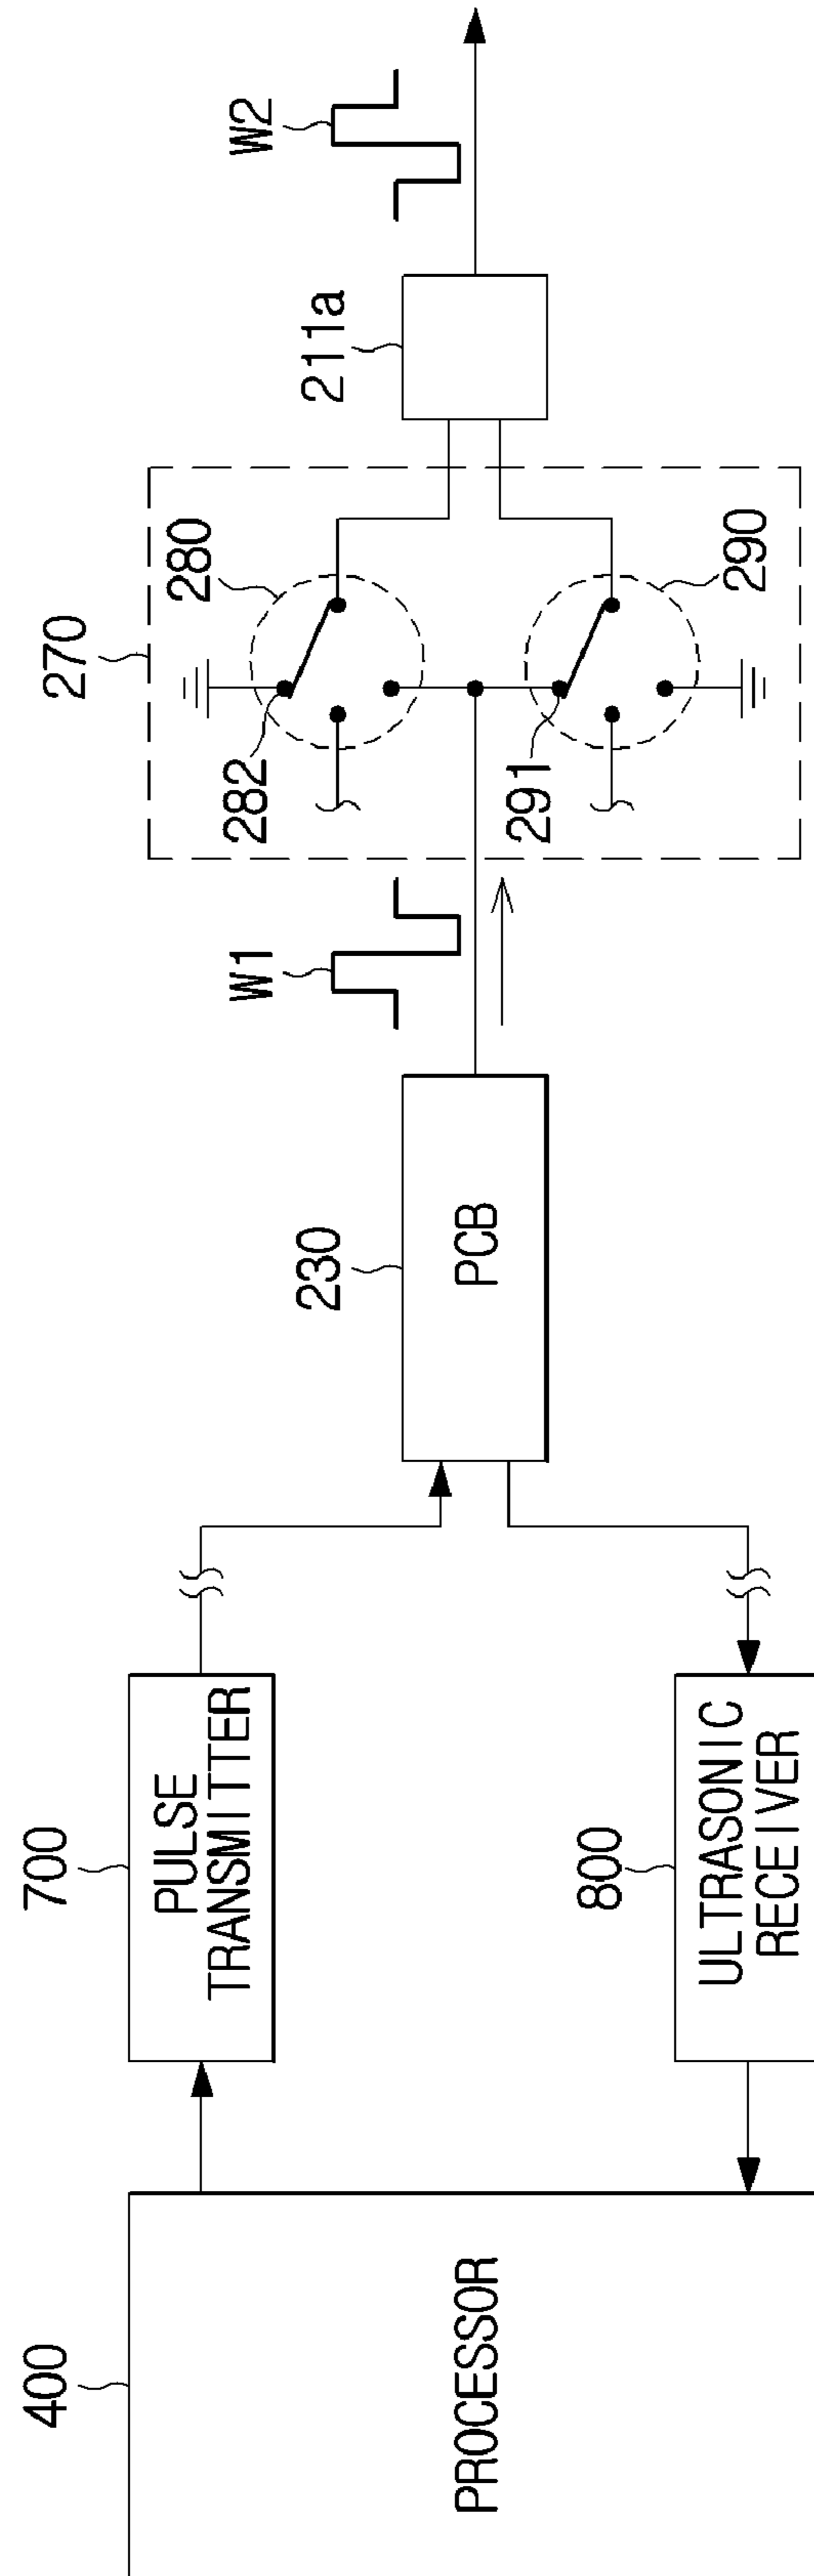 400
PROCESSOR
700
PULSE
TRANSMITTER
800
ULTRASONIC
RECEIVER
230
PCB
W1
270
280
282
290
291
211a
W2